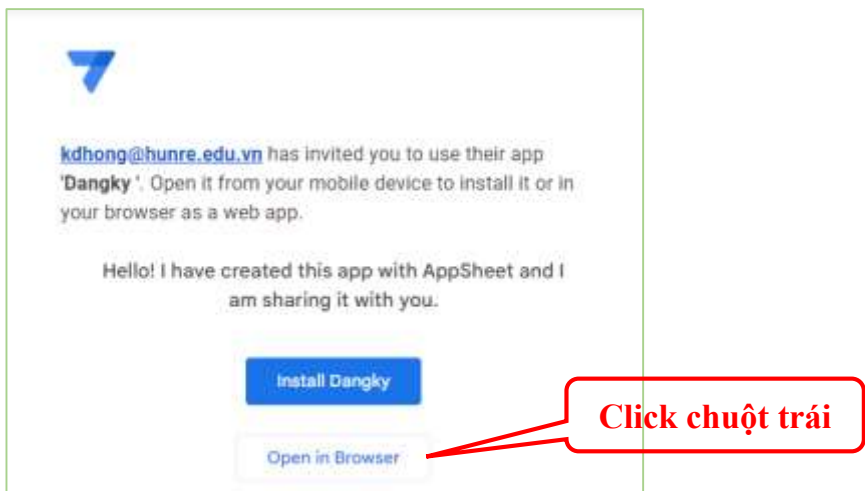 kdhong@hunre.edu.vn has invited you to use their app
'Dangky '. Open it from your mobile device to install it or in
your browser as a web app.
Hello! I have created this app with AppSheet and I
am sharing it with you.
Install Dangky
Click chuột trái
Open in Browser